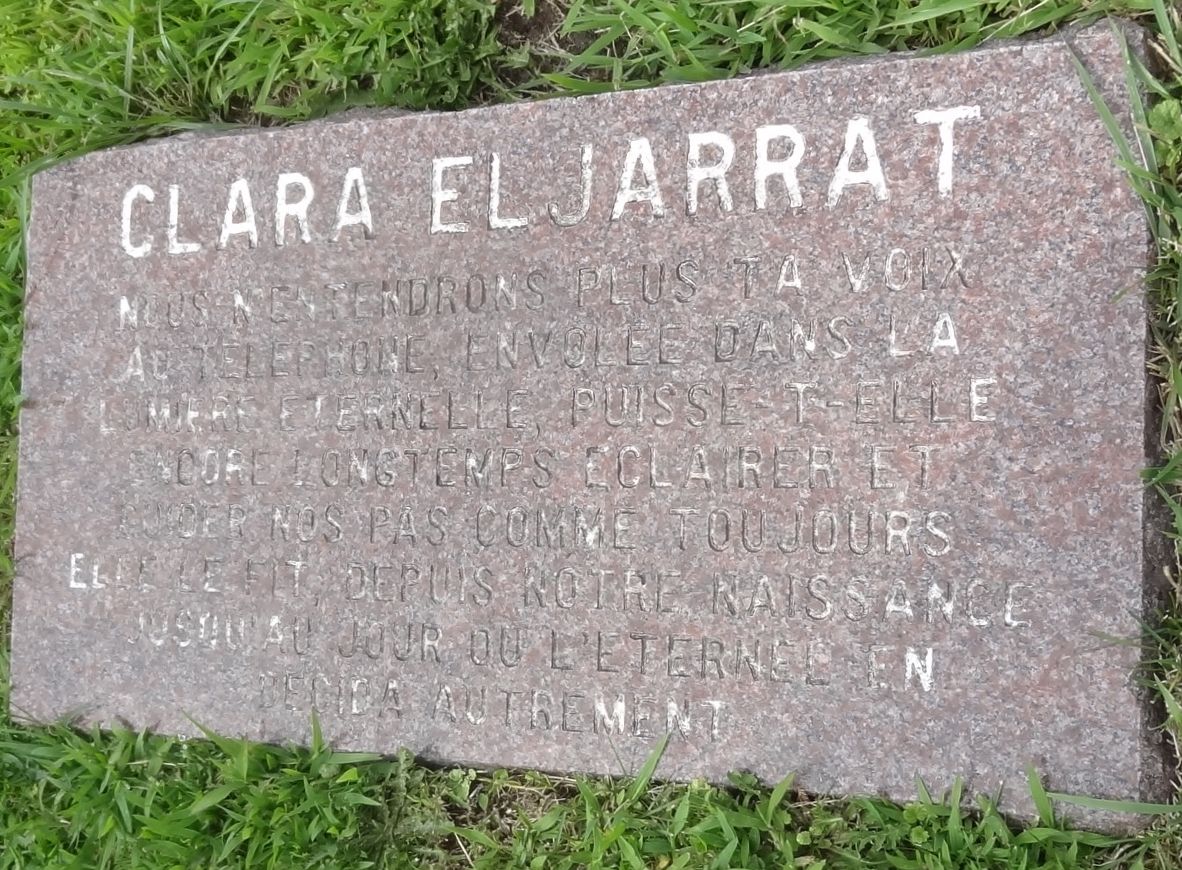 CLARA EL JARRAT
NOUS N'ENTENDRONS PLUS TA VOIX
AU TELEPHONE, ENVOLEE DANS LA
LUMIERE ETERNELLE, PUISSE-T-ELLE
ENCORE LONGTEMPS ECLAIRER ET
GUIDER NOS PAS COMME TOUJOURS
ELLE LE FIT, DEPUIS NOTRE NAISSANCE
JUSQU'AU JOUR OU L'ETERNEL EN
DECIDA AUTREMENT